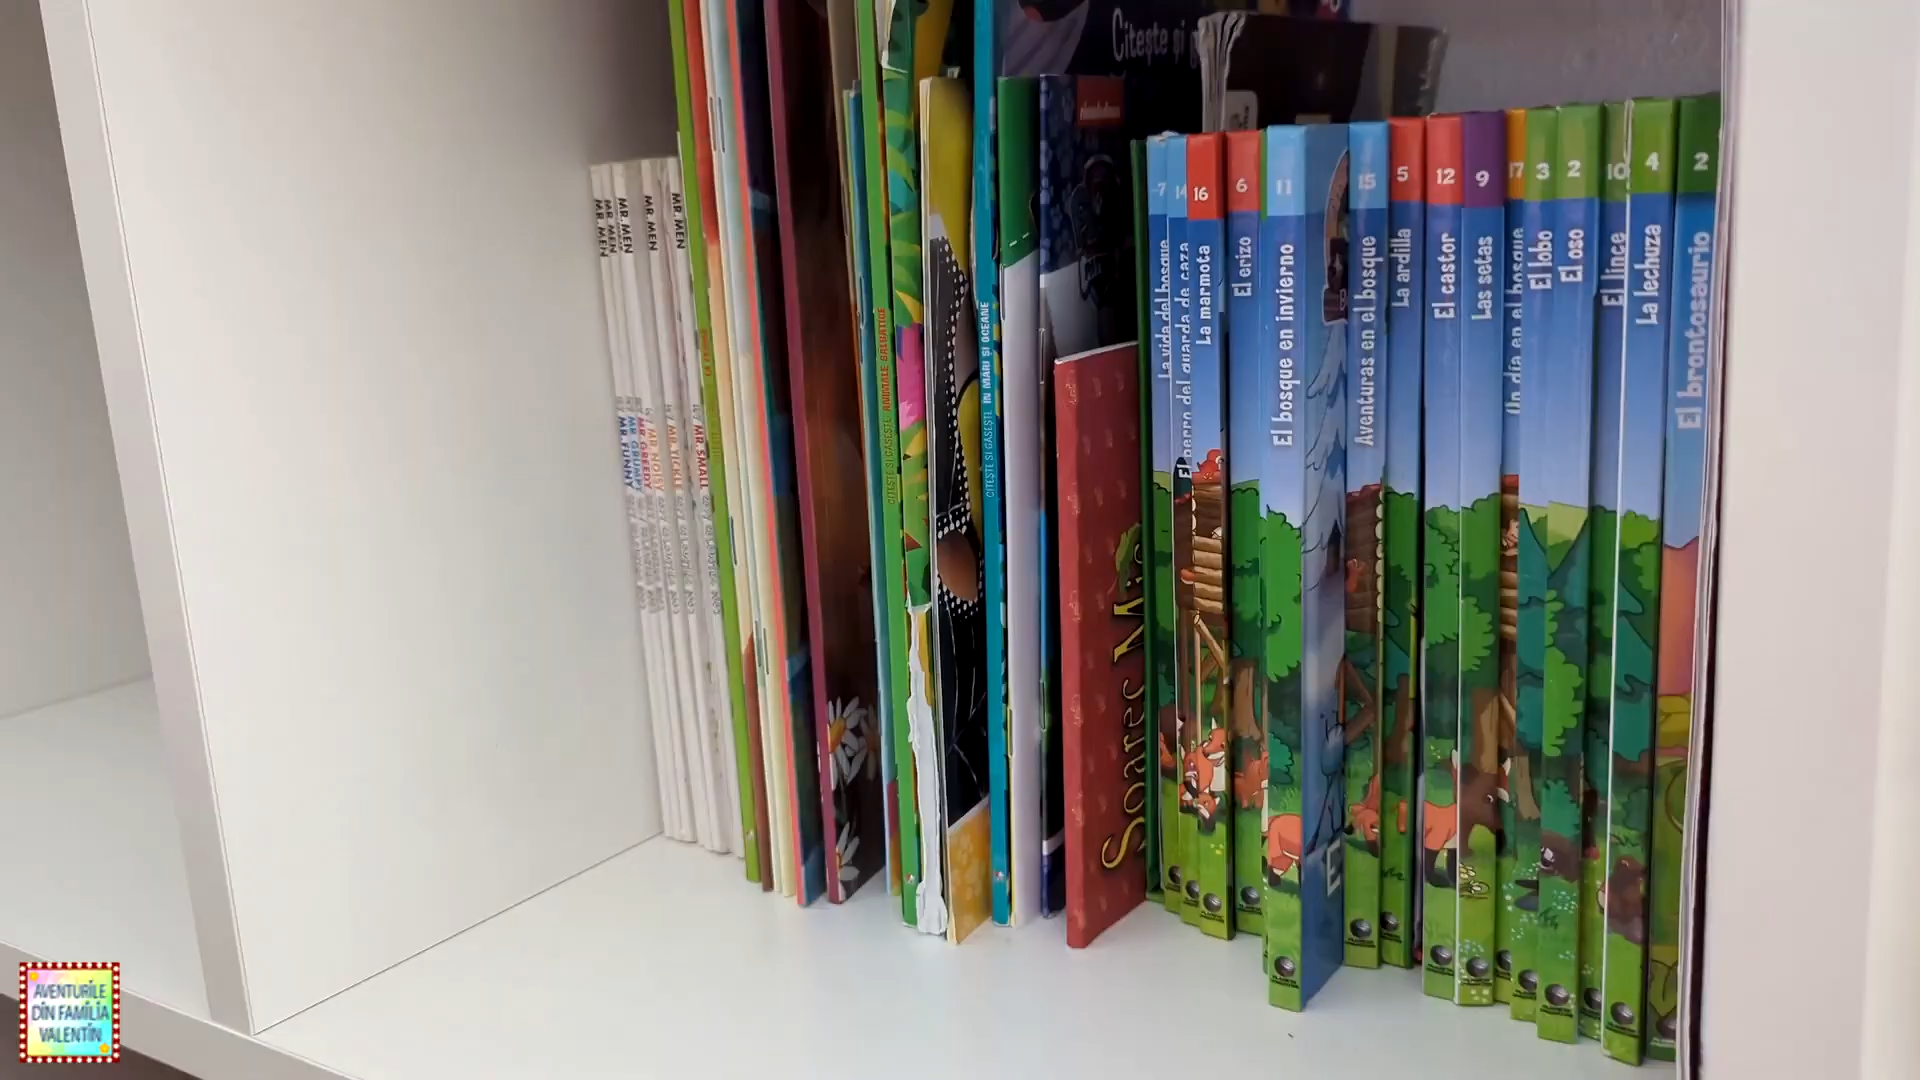 MR. MEN
MR. MEN
MR. MEN
MR. MEN
MR. MEN
MR. FUNNY
MR. GRUMPY
MR. GREEDY
MR. NOISY
MR. TICKLE
MR. SMALL
CITEȘTE ȘI GĂSEȘTE ANIMALE SĂLBATICE
CITEȘTE ȘI GĂSEȘTE ÎN MĂRI ȘI OCEANE
Citește și
nickelodeon
7
La vida del bosque
14
El perro del guarda de caza
16
La marmota
6
El erizo
11
El bosque en invierno
15
Aventuras en el bosque
5
La ardilla
12
El castor
9
Las setas
17
Un día en el bosque
3
El lobo
2
El oso
10
El lince
4
La lechuza
2
El brontosaurio
AVENTURILE
DIN FAMILIA
VALENTIN